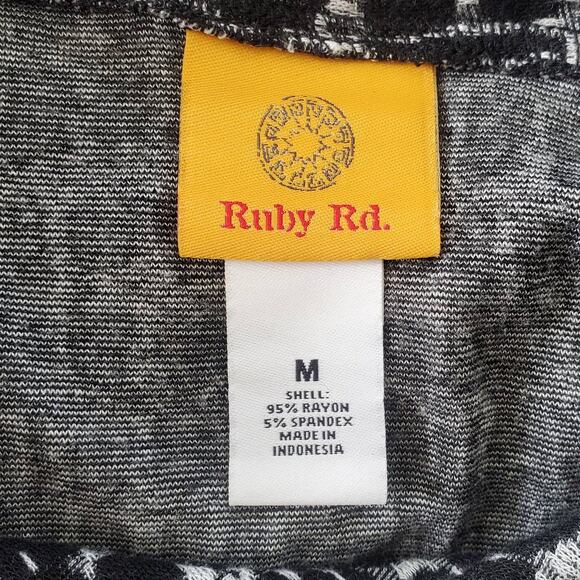 Ruby Rd.
M
SHELL:
95% RAYON
5% SPANDEX
MADE IN
INDONESIA